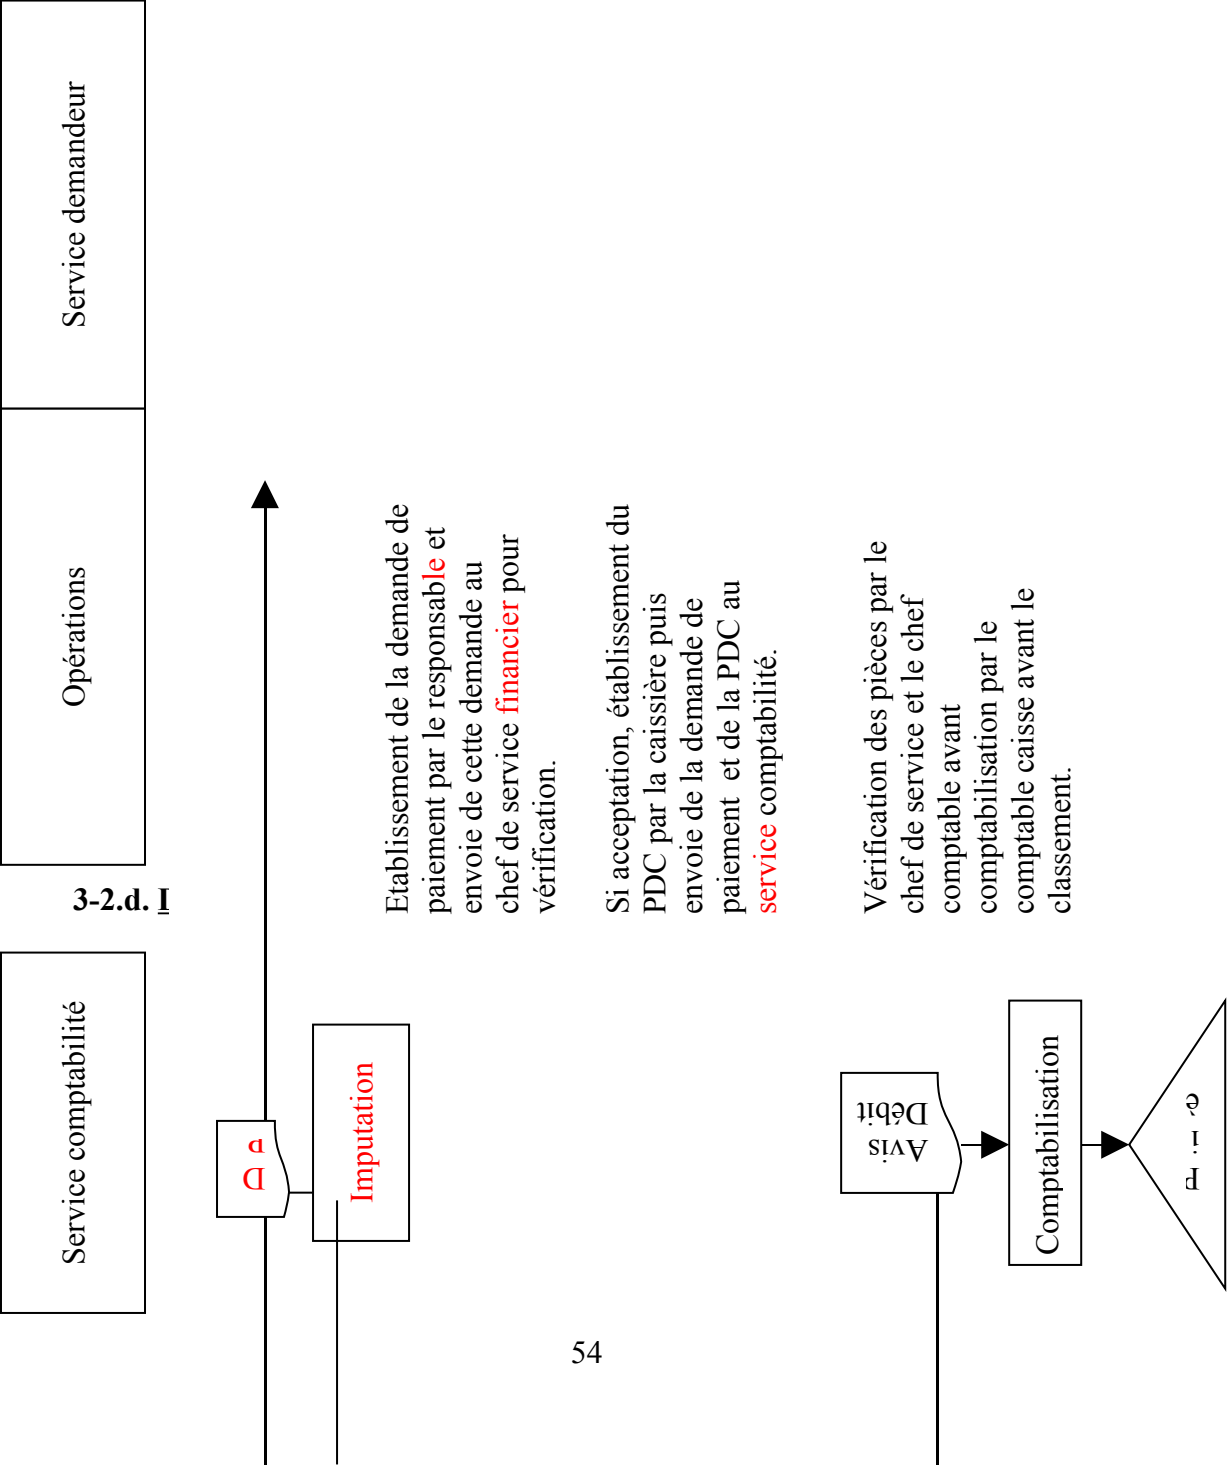 Service demandeur
Opérations
3-2.d. I
Service comptabilité
Etablissement de la demande de
paiement par le responsable et
envoie de cette demande au
chef de service financier pour
vérification.
Si acceptation, établissement du
PDC par la caissière puis
envoie de la demande de
paiement et de la PDC au
service comptabilité.
Vérification des pièces par le
chef de service et le chef
comptable avant
comptabilisation par le
comptable caisse avant le
classement.
D
Imputation
Avis
Débit
Comptabilisation
P i é
54